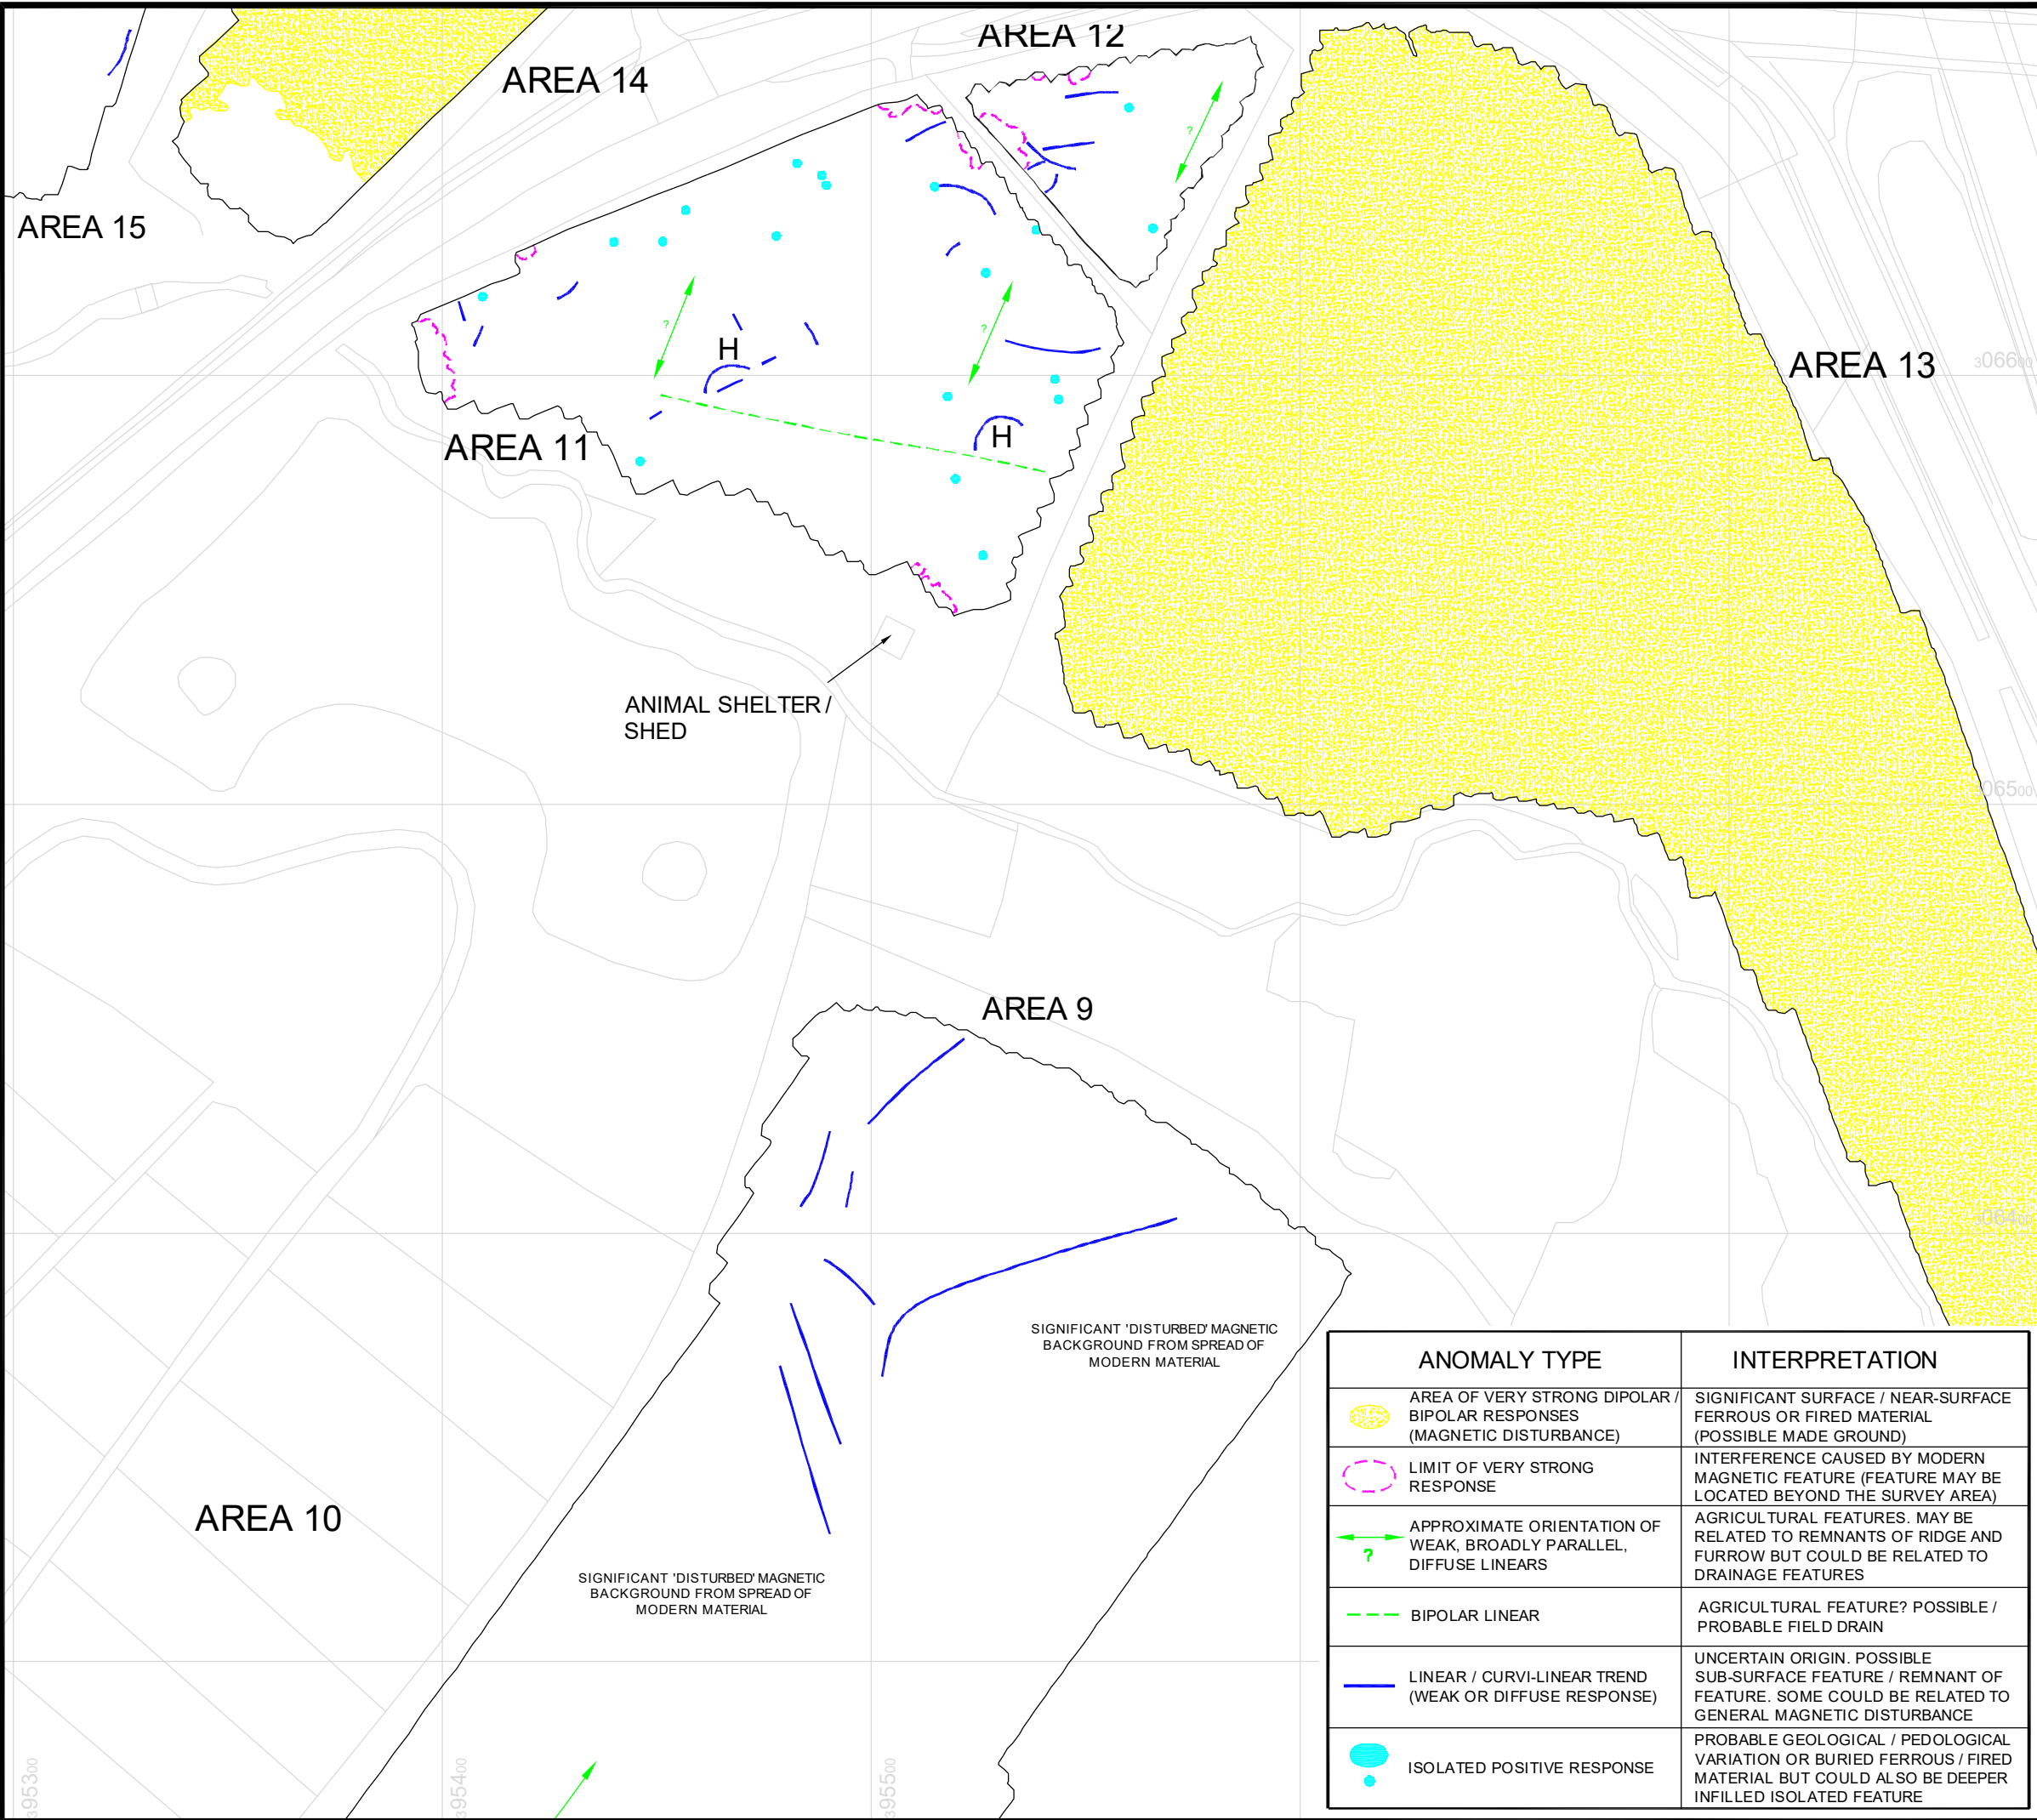 AREA 12
AREA 14
AREA 15
AREA 13
H
AREA 11
H
?
?
?
ANIMAL SHELTER /
SHED
AREA 9
AREA 10
SIGNIFICANT 'DISTURBED' MAGNETIC
BACKGROUND FROM SPREAD OF
MODERN MATERIAL
SIGNIFICANT 'DISTURBED' MAGNETIC
BACKGROUND FROM SPREAD OF
MODERN MATERIAL
306600
306500
306400
395300
395400
395500
ANOMALY TYPE
INTERPRETATION
AREA OF VERY STRONG DIPOLAR /
BIPOLAR RESPONSES
(MAGNETIC DISTURBANCE)
SIGNIFICANT SURFACE / NEAR-SURFACE
FERROUS OR FIRED MATERIAL
(POSSIBLE MADE GROUND)
LIMIT OF VERY STRONG
RESPONSE
INTERFERENCE CAUSED BY MODERN
MAGNETIC FEATURE (FEATURE MAY BE
LOCATED BEYOND THE SURVEY AREA)
?
APPROXIMATE ORIENTATION OF
WEAK, BROADLY PARALLEL,
DIFFUSE LINEARS
AGRICULTURAL FEATURES. MAY BE
RELATED TO REMNANTS OF RIDGE AND
FURROW BUT COULD BE RELATED TO
DRAINAGE FEATURES
BIPOLAR LINEAR
AGRICULTURAL FEATURE? POSSIBLE /
PROBABLE FIELD DRAIN
LINEAR / CURVI-LINEAR TREND
(WEAK OR DIFFUSE RESPONSE)
UNCERTAIN ORIGIN. POSSIBLE
SUB-SURFACE FEATURE / REMNANT OF
FEATURE. SOME COULD BE RELATED TO
GENERAL MAGNETIC DISTURBANCE
ISOLATED POSITIVE RESPONSE
PROBABLE GEOLOGICAL / PEDOLOGICAL
VARIATION OR BURIED FERROUS / FIRED
MATERIAL BUT COULD ALSO BE DEEPER
INFILLED ISOLATED FEATURE